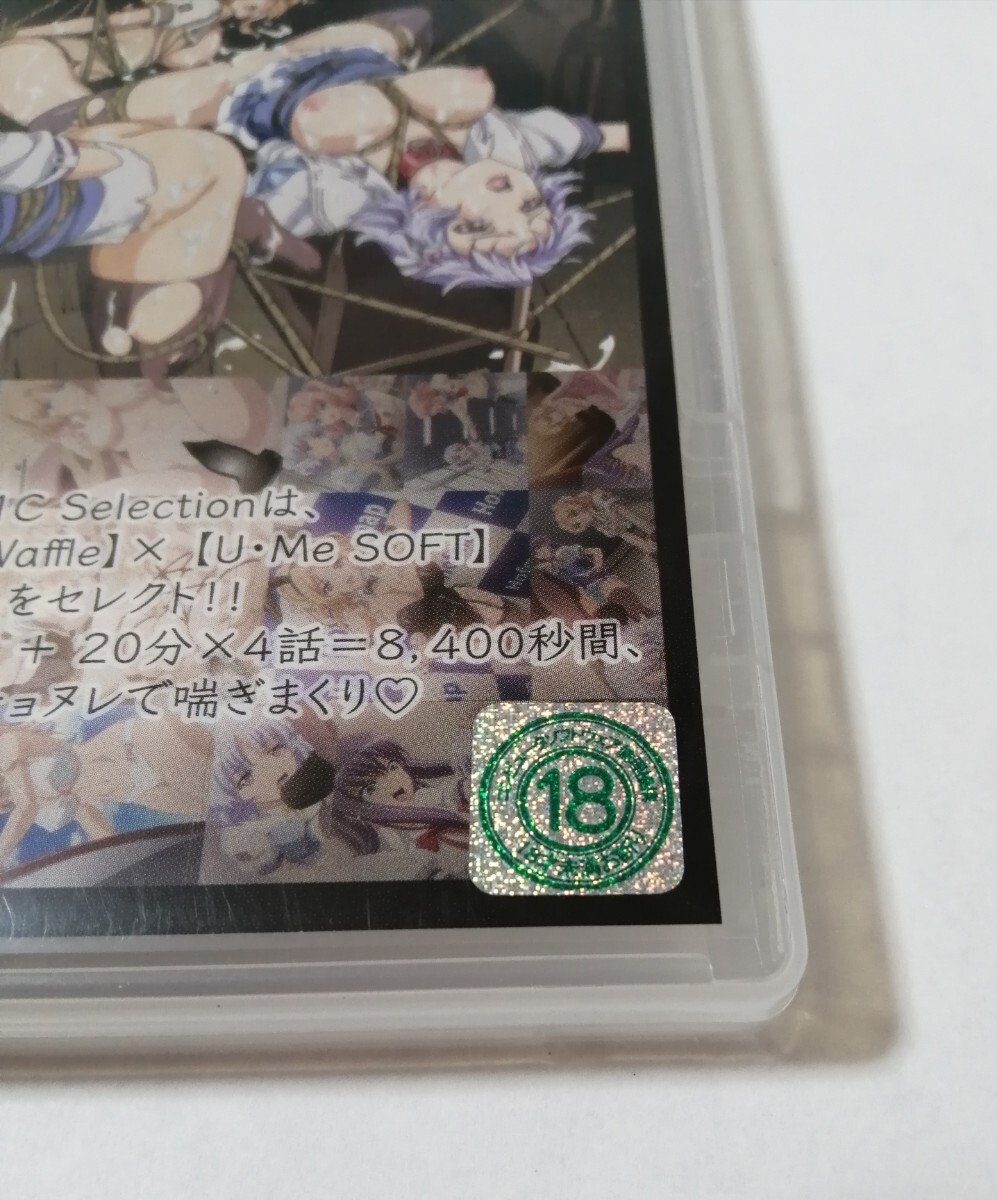 C Selectionは、
Waffle】×【U・Me SOFT】
をセレクト!!
+ 20分×4話=8,400秒間、
ョヌレで喘ぎまくり♡
18